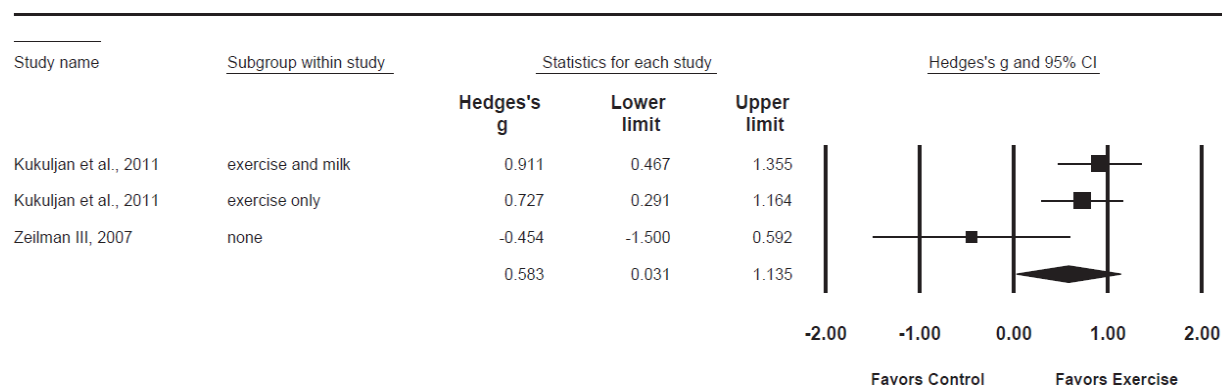 Study name Subgroup within study Statistics for each study Hedges's g and 95% CI
Hedges's Lower Upper
g limit limit
Kukuljan et al., 2011 exercise and milk 0.911 0.467 1.355
Kukuljan et al., 2011 exercise only 0.727 0.291 1.164
Zeilman III, 2007 none -0.454 -1.500 0.592
0.583 0.031 1.135
-2.00 -1.00 0.00 1.00 2.00
Favors Control Favors Exercise